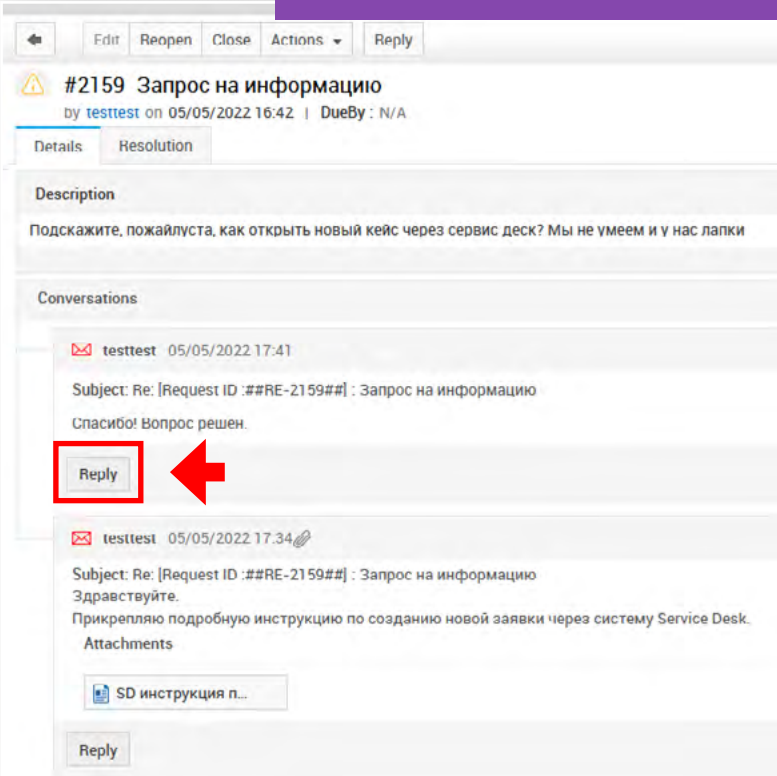 Edit Reopen Close Actions Reply
#2159 Запрос на информацию
by testtest on 05/05/2022 16:42 | DueBy : N/A
Details Resolution
Description
Подскажите, пожайлуста, как открыть новый кейс через сервис деск? Мы не умеем и у нас лапки
Conversations
testtest 05/05/2022 17:41
Subject: Re: [Request ID :##RE-2159##] : Запрос на информацию
Спасибо! Вопрос решен.
Reply
testtest 05/05/2022 17:34
Subject: Re: [Request ID :##RE-2159##] : Запрос на информацию
Здравствуйте.
Прикрепляю подробную инструкцию по созданию новой заявки через систему Service Desk.
Attachments
SD инструкция п...
Reply